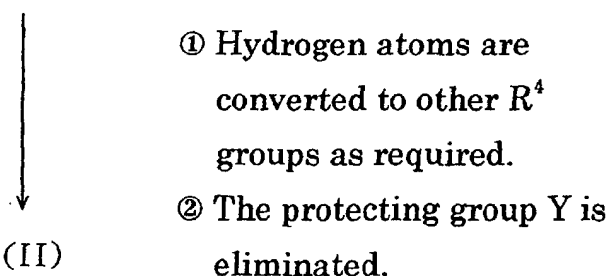 ① Hydrogen atoms are
converted to other R⁴
groups as required.
② The protecting group Y is
(II)
eliminated.